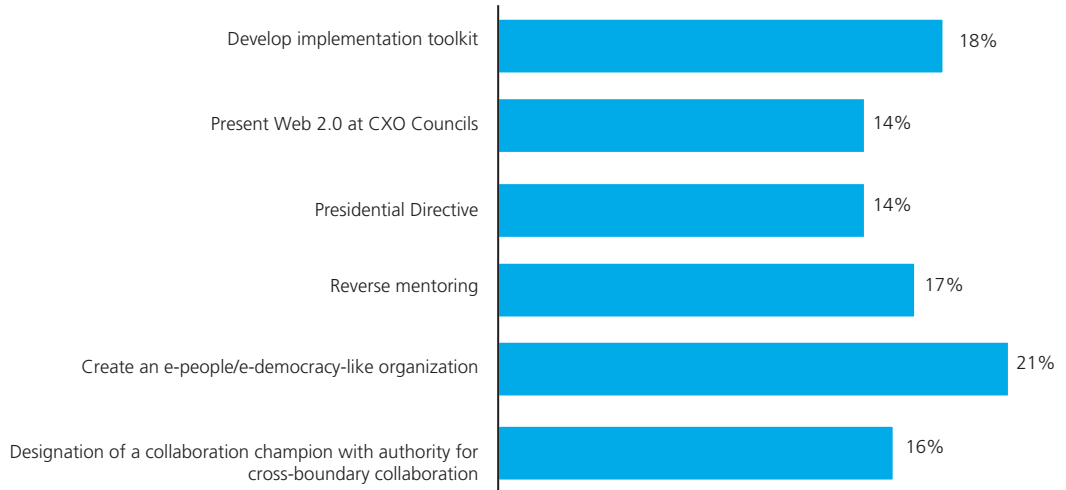 Develop implementation toolkit
18%
Present Web 2.0 at CXO Councils
14%
Presidential Directive
14%
Reverse mentoring
17%
Create an e-people/e-democracy-like organization
21%
Designation of a collaboration champion with authority for
cross-boundary collaboration
16%